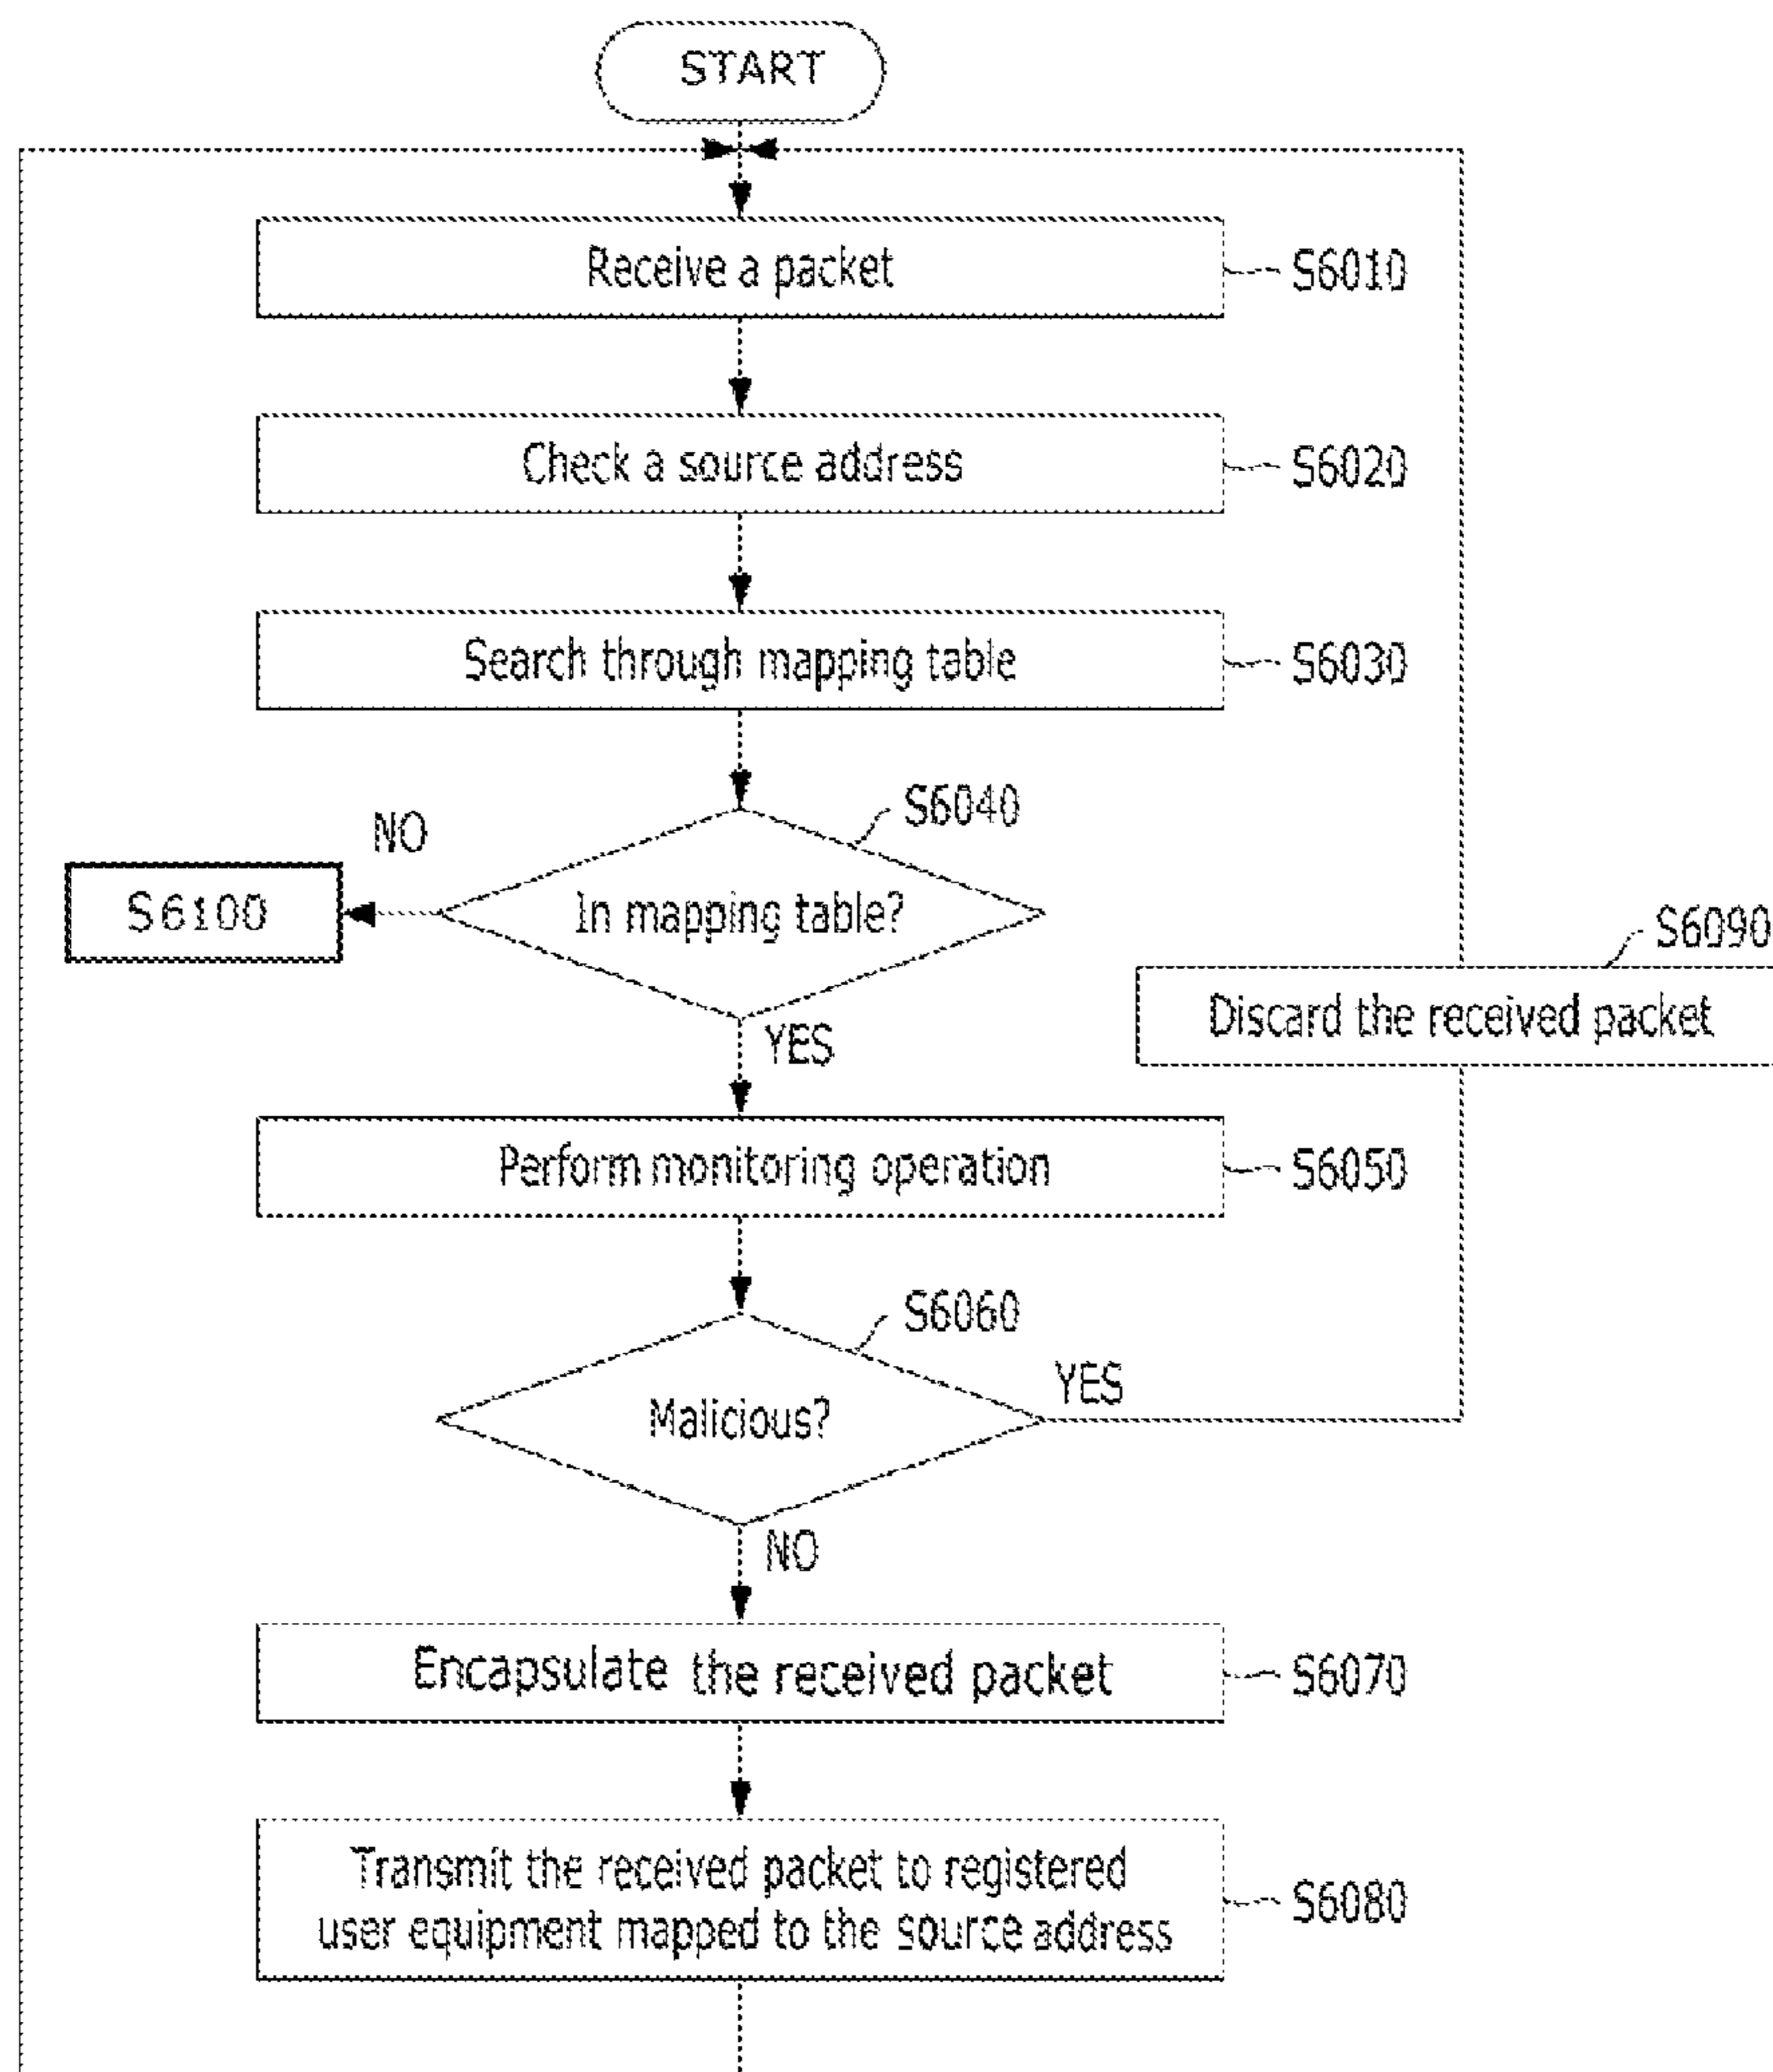 START
Receive a packet
S6010
Check a source address
S6020
Search through mapping table
S6030
S6040
NO
S6100
In mapping table?
S6090
Discard the received packet
YES
Perform monitoring operation
S6050
S6060
YES
Malicious?
NO
Encapsulate the received packet
S6070
Transmit the received packet to registered
user equipment mapped to the source address
S6080